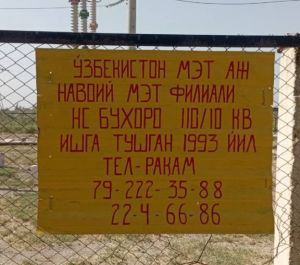 ЎЗБЕКИСТОН МЭТ АЖ
НАВОИЙ МЭТ ФИЛИАЛИ
НС БУХОРО 110/10 КВ
ИШГА ТУШГАН 1993 ЙИЛ
ТЕЛ-РАКАМ
79-222-35-88
22-4-66-86